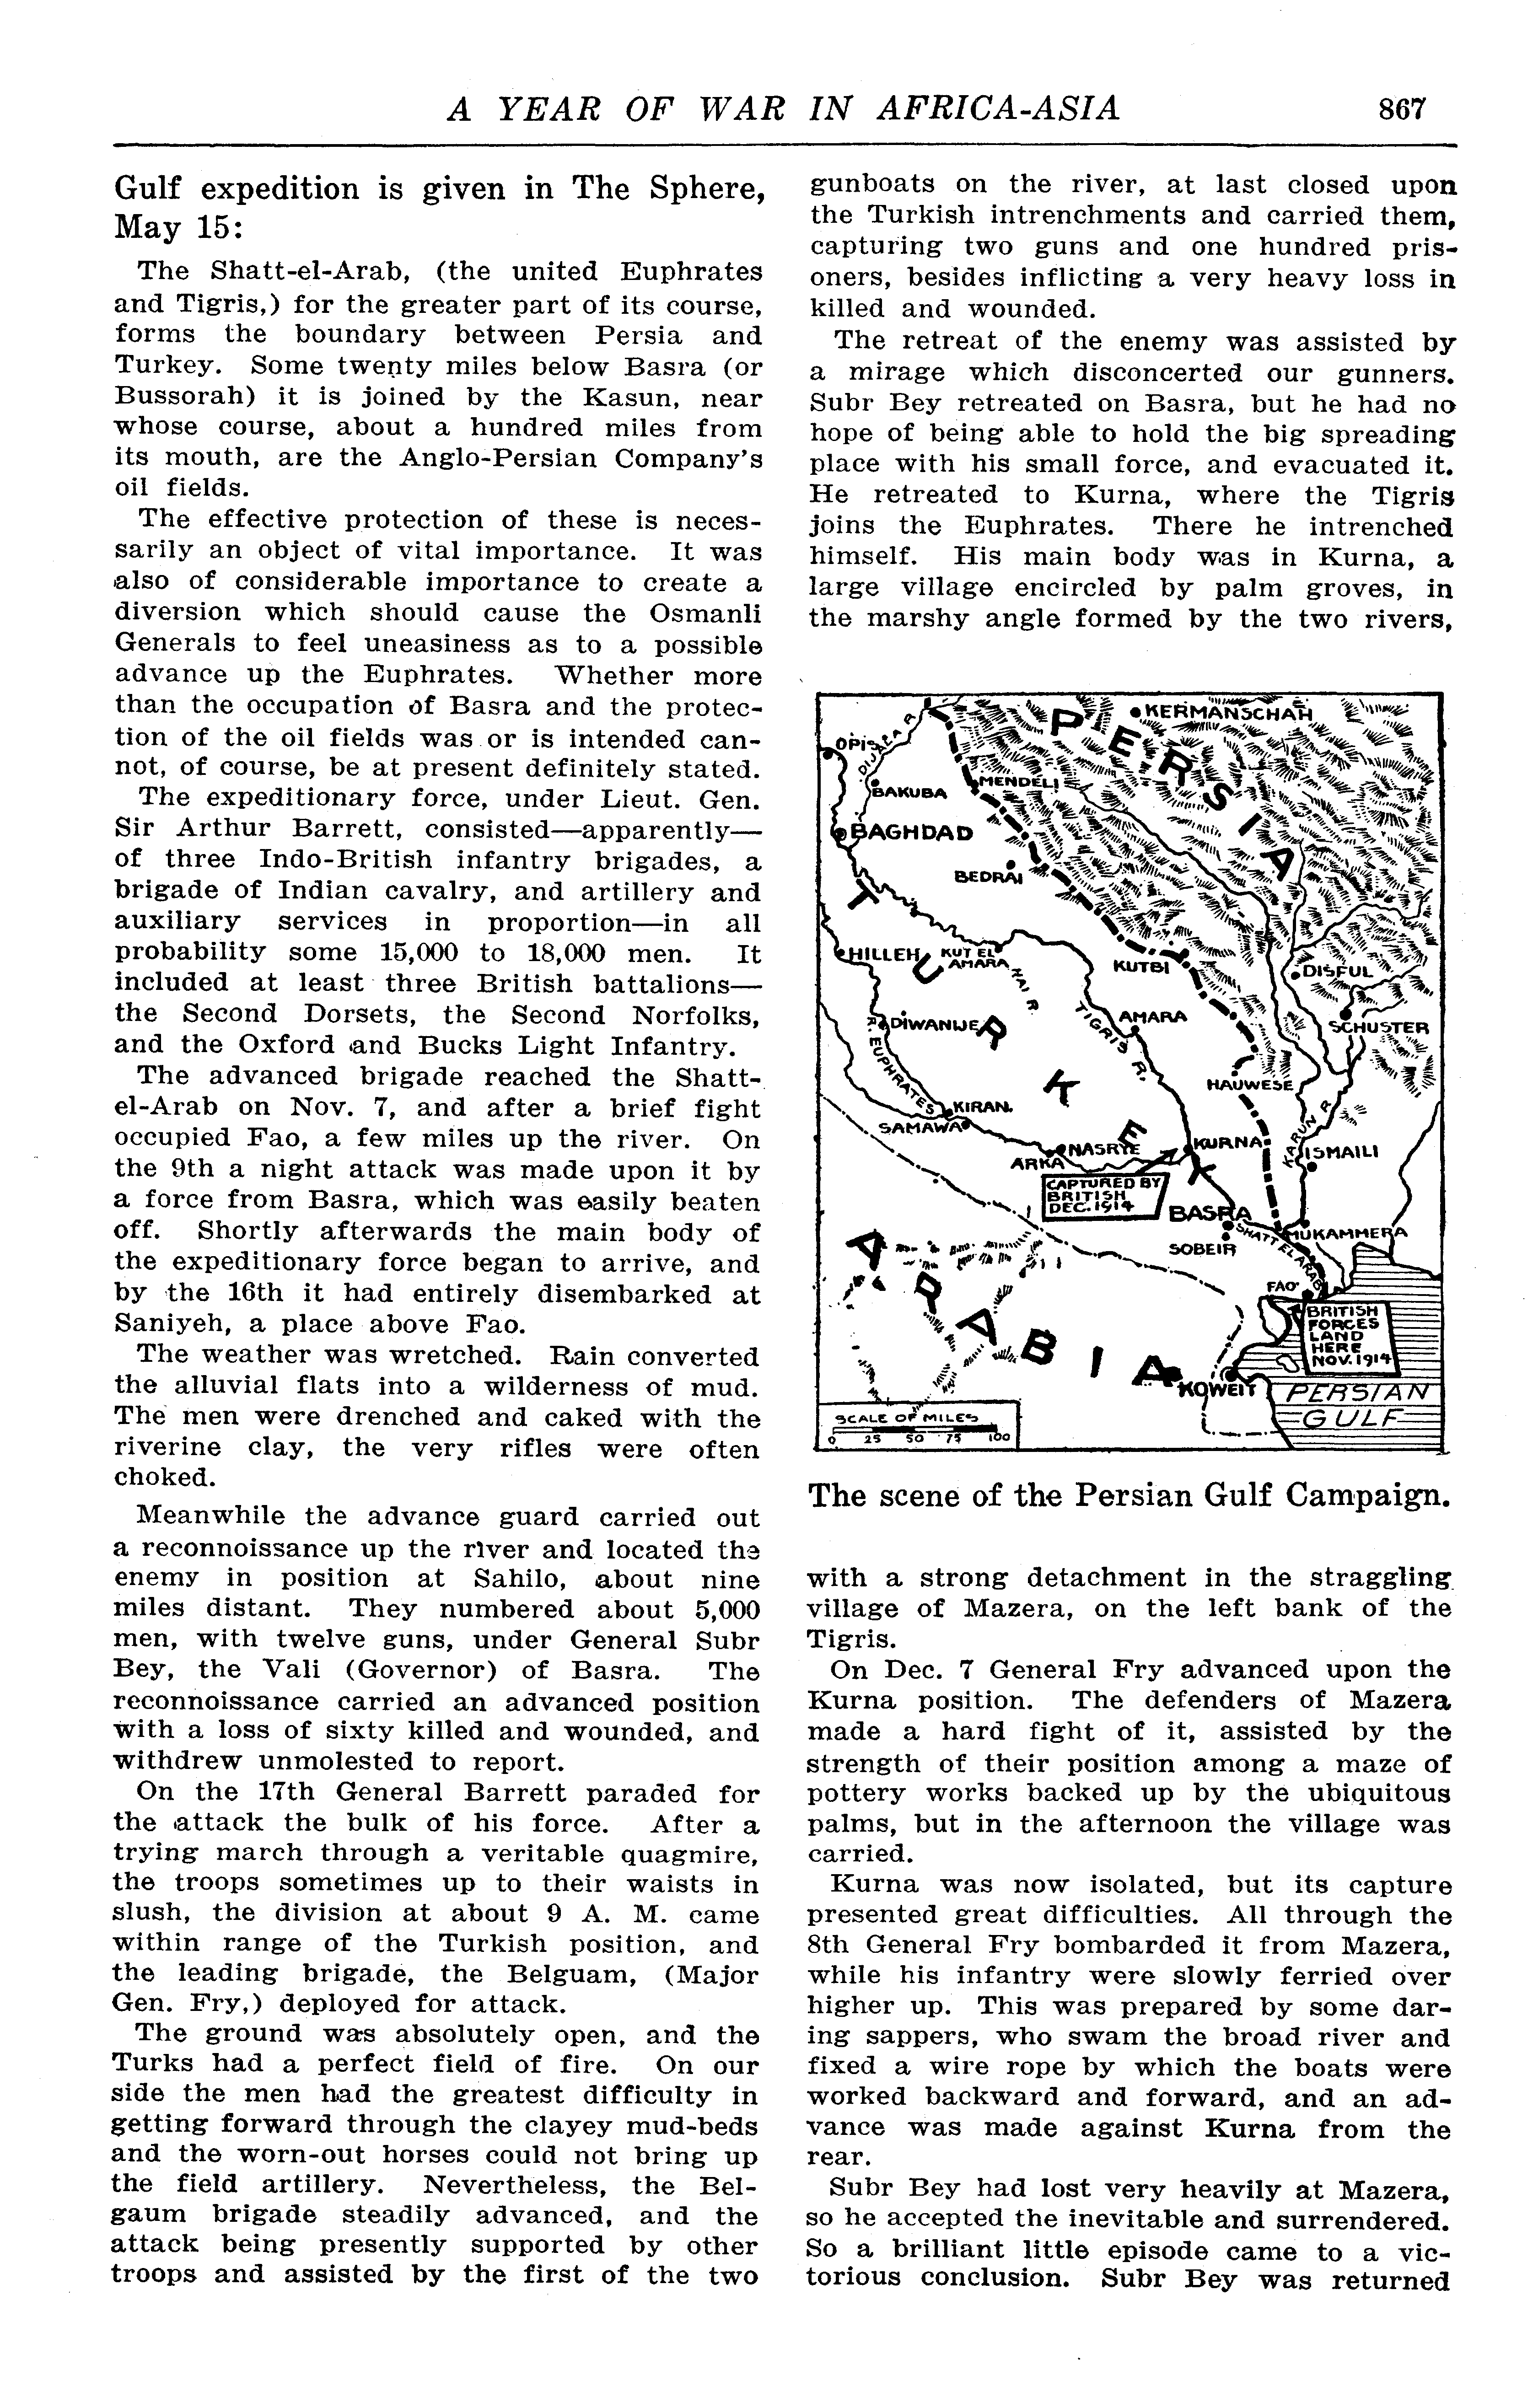 A YEAR OF WAR IN AFRICA-ASIA 867
Gulf expedition is given in The Sphere,
May 15:
The Shatt-el-Arab, (the united Euphrates
and Tigris,) for the greater part of its course,
forms the boundary between Persia and
Turkey. Some twenty miles below Basra (or
Bussorah) it is joined by the Kasun, near
whose course, about a hundred miles from
its mouth, are the Anglo-Persian Company's
oil fields.
The effective protection of these is neces-
sarily an object of vital importance. It was
also of considerable importance to create a
diversion which should cause the Osmanli
Generals to feel uneasiness as to a possible
advance up the Euphrates. Whether more
than the occupation of Basra and the protec-
tion of the oil fields was or is intended can-
not, of course, be at present definitely stated.
The expeditionary force, under Lieut. Gen.
Sir Arthur Barrett, consisted—apparently—
of three Indo-British infantry brigades, a
brigade of Indian cavalry, and artillery and
auxiliary services in proportion—in all
probability some 15,000 to 18,000 men. It
included at least three British battalions—
the Second Dorsets, the Second Norfolks,
and the Oxford and Bucks Light Infantry.
The advanced brigade reached the Shatt-
el-Arab on Nov. 7, and after a brief fight
occupied Fao, a few miles up the river. On
the 9th a night attack was made upon it by
a force from Basra, which was easily beaten
off. Shortly afterwards the main body of
the expeditionary force began to arrive, and
by the 16th it had entirely disembarked at
Saniyeh, a place above Fao.
The weather was wretched. Rain converted
the alluvial flats into a wilderness of mud.
The men were drenched and caked with the
riverine clay, the very rifles were often
choked.
Meanwhile the advance guard carried out
a reconnoissance up the river and located the
enemy in position at Sahilo, about nine
miles distant. They numbered about 5,000
men, with twelve guns, under General Subr
Bey, the Vali (Governor) of Basra. The
reconnoissance carried an advanced position
with a loss of sixty killed and wounded, and
withdrew unmolested to report.
On the 17th General Barrett paraded for
the attack the bulk of his force. After a
trying march through a veritable quagmire,
the troops sometimes up to their waists in
slush, the division at about 9 A. M. came
within range of the Turkish position, and
the leading brigade, the Belguam, (Major
Gen. Fry,) deployed for attack.
The ground was absolutely open, and the
Turks had a perfect field of fire. On our
side the men had the greatest difficulty in
getting forward through the clayey mud-beds
and the worn-out horses could not bring up
the field artillery. Nevertheless, the Bel-
gaum brigade steadily advanced, and the
attack being presently supported by other
troops and assisted by the first of the two
gunboats on the river, at last closed upon
the Turkish intrenchments and carried them,
capturing two guns and one hundred pris-
oners, besides inflicting a very heavy loss in
killed and wounded.
The retreat of the enemy was assisted by
a mirage which disconcerted our gunners.
Subr Bey retreated on Basra, but he had no
hope of being able to hold the big spreading
place with his small force, and evacuated it.
He retreated to Kurna, where the Tigris
joins the Euphrates. There he intrenched
himself. His main body was in Kurna, a
large village encircled by palm groves, in
the marshy angle formed by the two rivers,
PERSIA
KERMANSCHAH
OPIS
DIJALA R.
MENDELI
BAKUBA
BAGHDAD
BEDRAI
TURKEY
HILLEH
KUT EL
AMARA
HAI R.
KUTBI
DISFUL
DIWANIJE
TIGRIS R.
AMARA
SCHUSTER
R. EUPHRATES
HAUWESE
KIRAN.
SAMAWA
KARUN R.
NASRYE
KURNA
ISMAILI
ARKA
CAPTURED BY
BRITISH
DEC. 1914
BASRA
MUKAMMERA
SOBEIR
SHATT EL ARAB
FAO
ARABIA
BRITISH
FORCES
LAND
HERE
NOV. 1914
KOWEIT
PERSIAN
GULF
SCALE OF MILES
0 25 50 75 100
The scene of the Persian Gulf Campaign.
with a strong detachment in the straggling
village of Mazera, on the left bank of the
Tigris.
On Dec. 7 General Fry advanced upon the
Kurna position. The defenders of Mazera
made a hard fight of it, assisted by the
strength of their position among a maze of
pottery works backed up by the ubiquitous
palms, but in the afternoon the village was
carried.
Kurna was now isolated, but its capture
presented great difficulties. All through the
8th General Fry bombarded it from Mazera,
while his infantry were slowly ferried over
higher up. This was prepared by some dar-
ing sappers, who swam the broad river and
fixed a wire rope by which the boats were
worked backward and forward, and an ad-
vance was made against Kurna from the
rear.
Subr Bey had lost very heavily at Mazera,
so he accepted the inevitable and surrendered.
So a brilliant little episode came to a vic-
torious conclusion. Subr Bey was returned